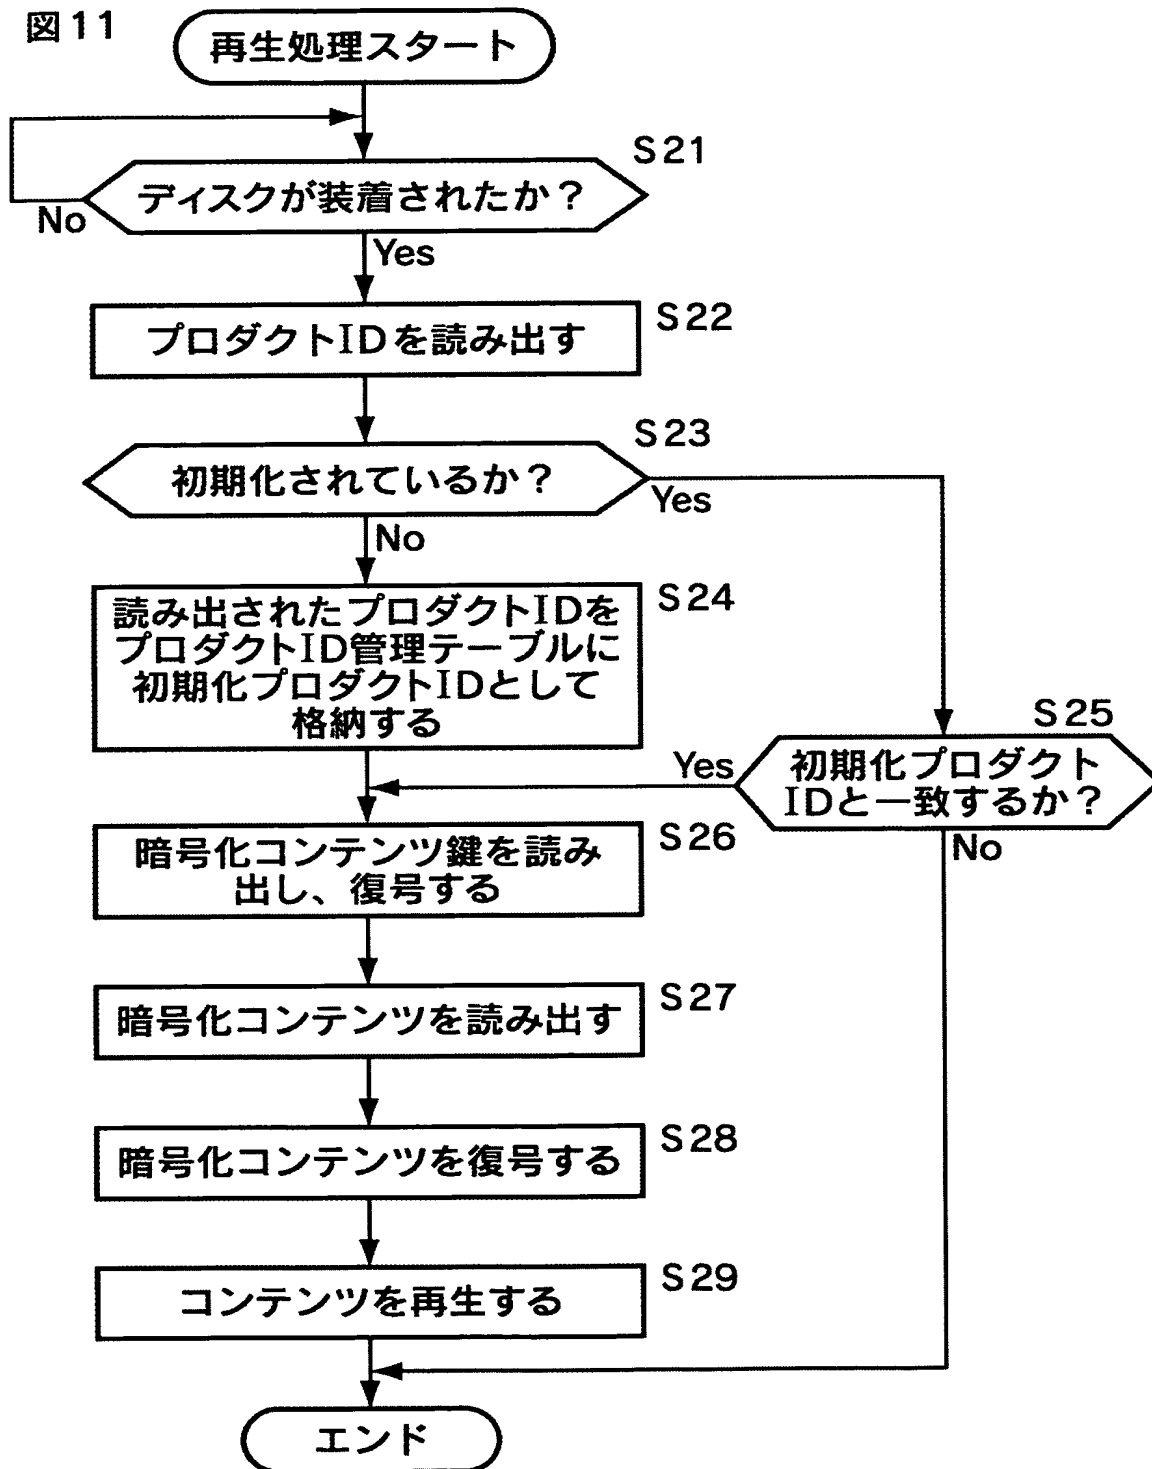 図11
再生処理スタート
S21
ディスクが装着されたか？
No
Yes
S22
プロダクトIDを読み出す
S23
初期化されているか？
Yes
No
S24
読み出されたプロダクトIDを
プロダクトID管理テーブルに
初期化プロダクトIDとして
格納する
S25
初期化プロダクト
IDと一致するか？
Yes
No
S26
暗号化コンテンツ鍵を読み
出し、復号する
S27
暗号化コンテンツを読み出す
S28
暗号化コンテンツを復号する
S29
コンテンツを再生する
エンド